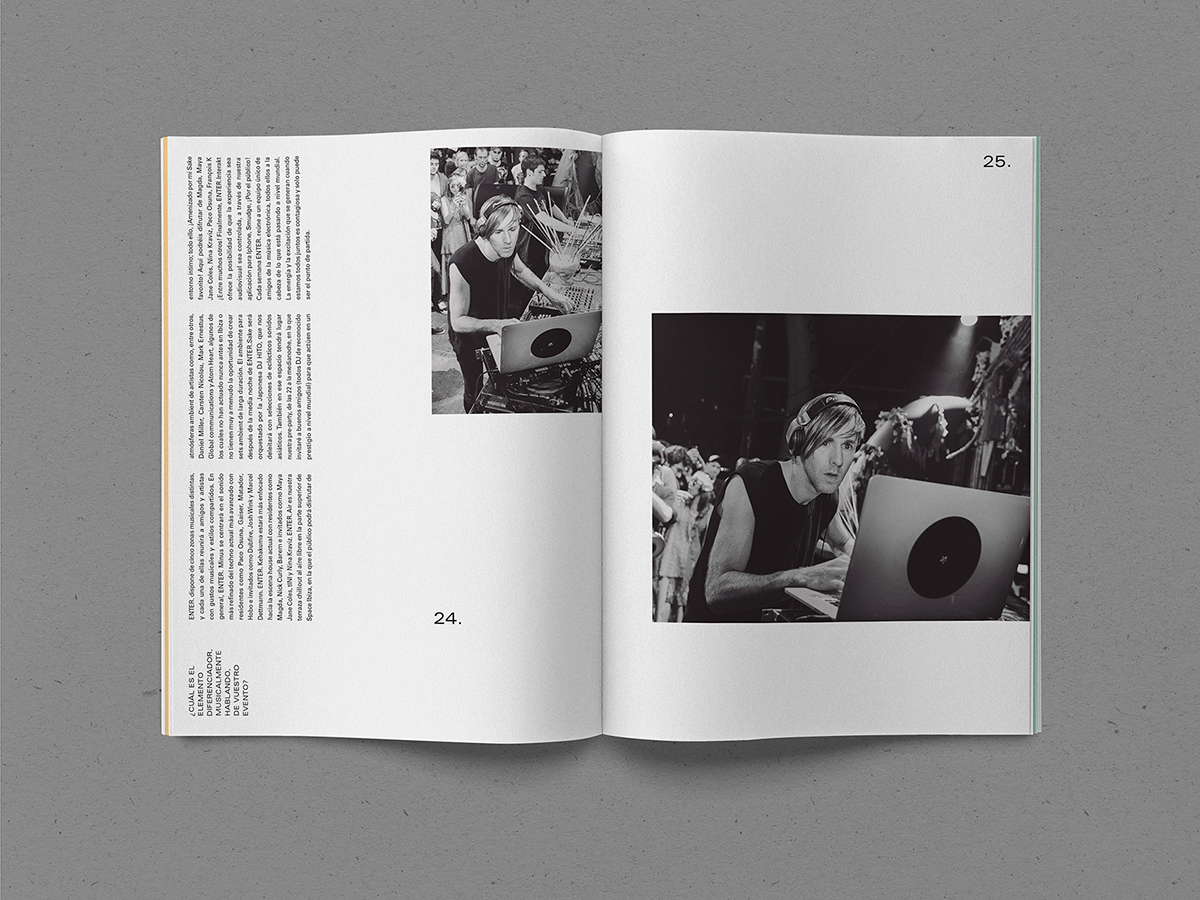 ¿CUÁL ES EL
ELEMENTO
DIFERENCIADOR,
MUSICALMENTE
HABLANDO,
DE VUESTRO
EVENTO?
ENTER. dispone de cinco zonas musicales distintas,
y cada una de ellas reunirá a amigos y artistas
con gustos musicales y estilos compartidos. En
general, ENTER. Minus se centrará en el sonido
más refinado del techno actual más avanzado con
residentes como Paco Osuna, Gaiser, Matador,
Hobo e invitados como Dubfire, Josh Wink y Marcel
Dettmann. ENTER. Kehakuma estará más enfocado
hacia la escena house actual con residentes como
Magda, Nick Curly, Barem e invitados como Maya
Jane Coles, tINI y Nina Kraviz. ENTER. Air es nuestra
terraza chillout al aire libre en la parte superior de
Space Ibiza, en la que el público podrá disfrutar de
atmósferas ambient de artistas como, entre otros,
Daniel Miller, Carsten Nicolau, Mark Ernestus,
Global communications y Atom Heart, algunos de
los cuales no han actuado nunca antes en Ibiza o
no tienen muy a menudo la oportunidad de crear
sets ambient de larga duración. El ambiente para
después de la media noche de ENTER.Sake será
orquestado por la Japonesa DJ HITO, que nos
deleitará con selecciones de eclécticos sonidos
asiáticos. También en ese espacio tendrá lugar
nuestra pre-party, de las 22 a la medianoche, en la que
invitaré a buenos amigos (todos DJ de reconocido
prestigio a nivel mundial) para que actúen en un
entorno íntimo; todo ello, ¡Amenizado por mi Sake
favorito! Aquí podréis difrutar de Magda, Maya
Jane Coles, Nina Kraviz, Paco Osuna, François K
¡Entre muchos otros! Finalmente, ENTER.Interakt
ofrece la posibilidad de que la experiencia sea
audiovisual sea controlada, a través de nuestra
aplicación para Iphone, Smudge, ¡Por el público!
Cada semana ENTER. reúne a un equipo único de
amigos de la música electrónica, todos ellos a la
cabeza de lo que está pasando a nivel mundial.
La energía y la excitación que se generan cuando
estamos todos juntos es contagiosa y sólo puede
ser el punto de partida.
24.
25.